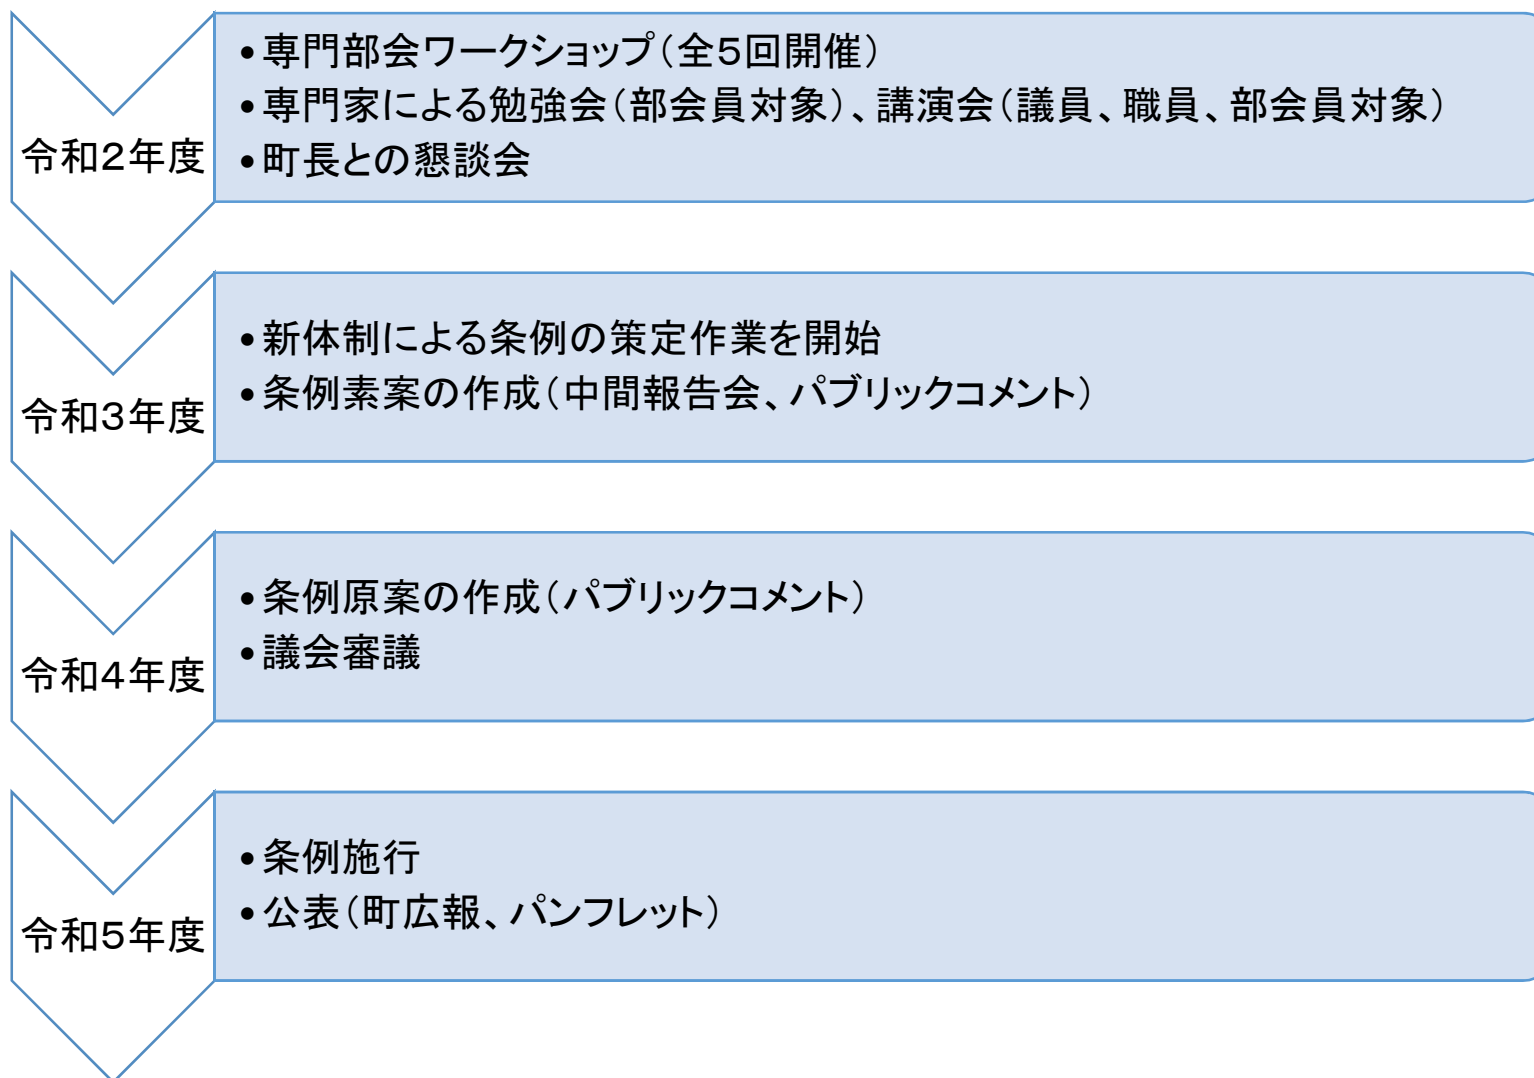 令和２年度
•専門部会ワークショップ（全５回開催）
•専門家による勉強会（部会員対象）、講演会（議員、職員、部会員対象）
•町長との懇談会
令和３年度
•新体制による条例の策定作業を開始
•条例素案の作成（中間報告会、パブリックコメント）
令和４年度
•条例原案の作成（パブリックコメント）
•議会審議
令和５年度
•条例施行
•公表（町広報、パンフレット）